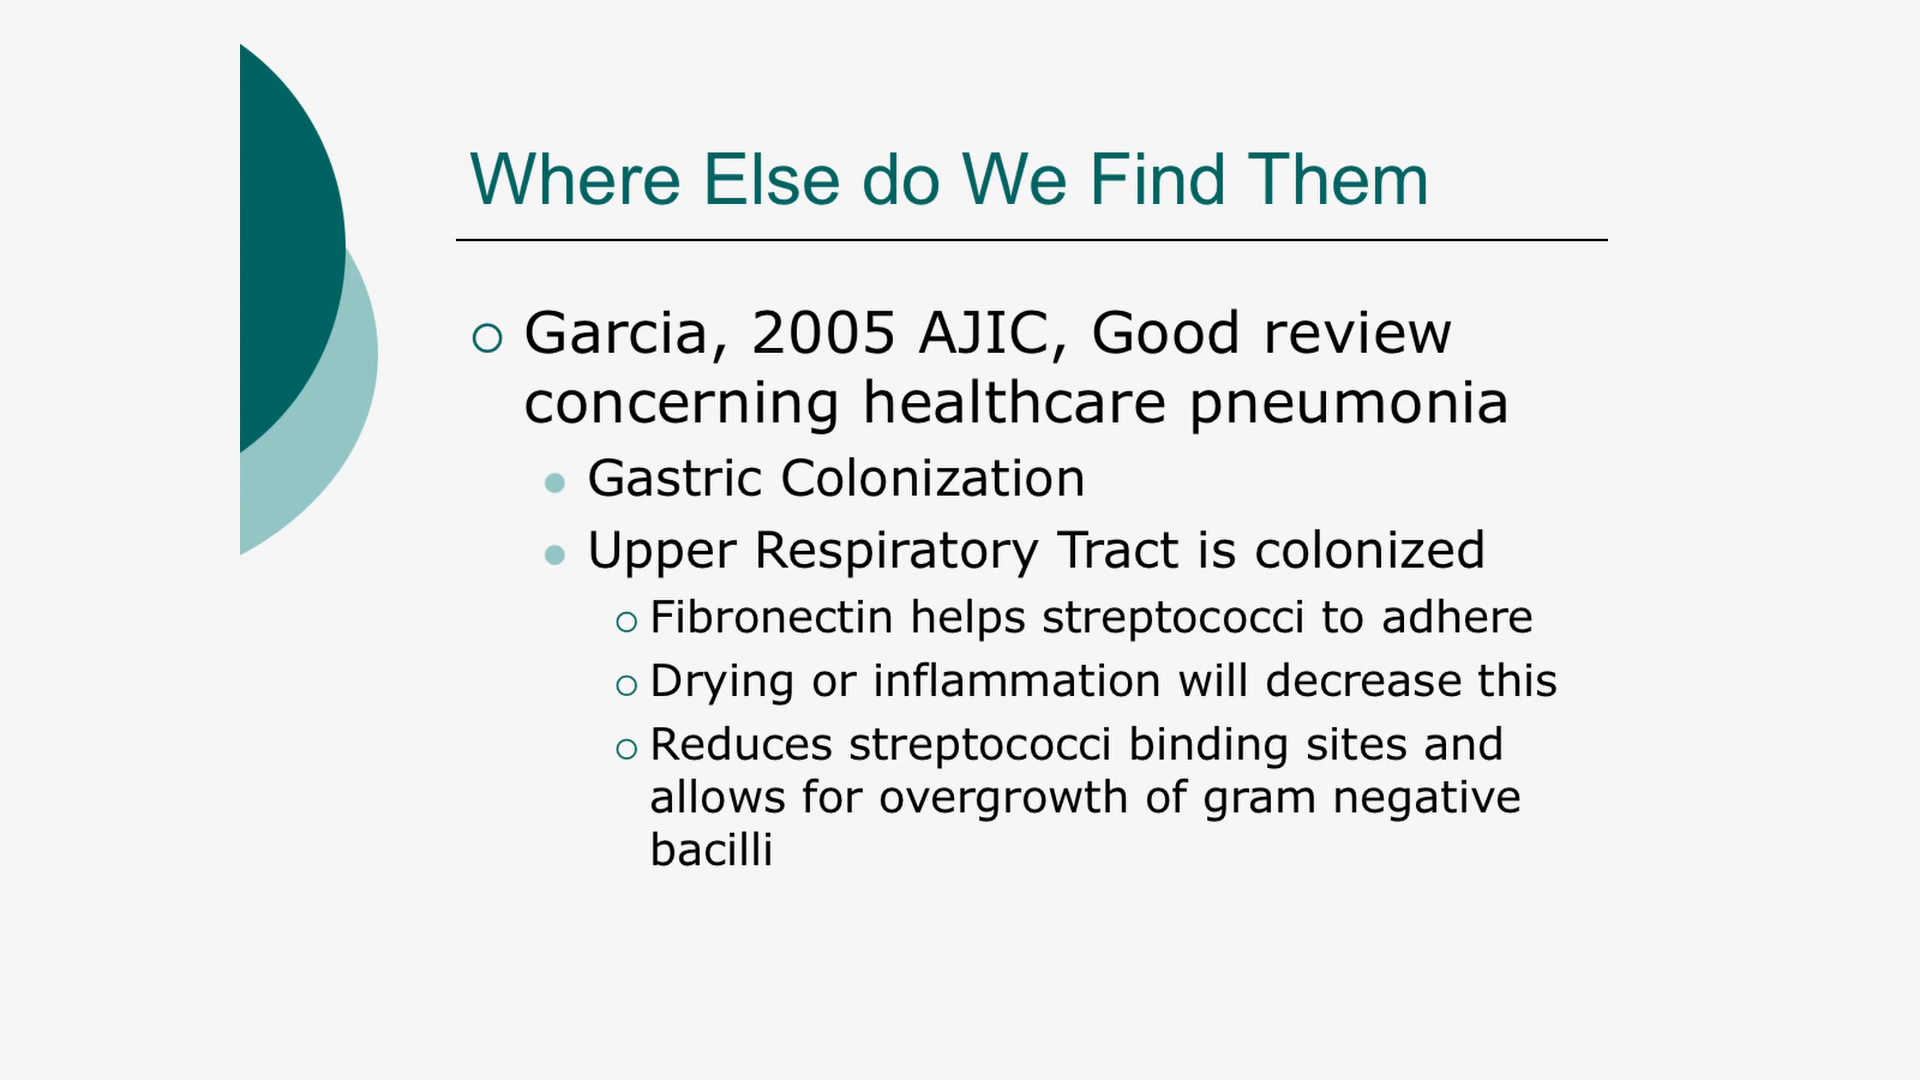 Where Else do We Find Them
Garcia, 2005 AJIC, Good review
concerning healthcare pneumonia
Gastric Colonization
Upper Respiratory Tract is colonized
Fibronectin helps streptococci to adhere
Drying or inflammation will decrease this
Reduces streptococci binding sites and
allows for overgrowth of gram negative
bacilli